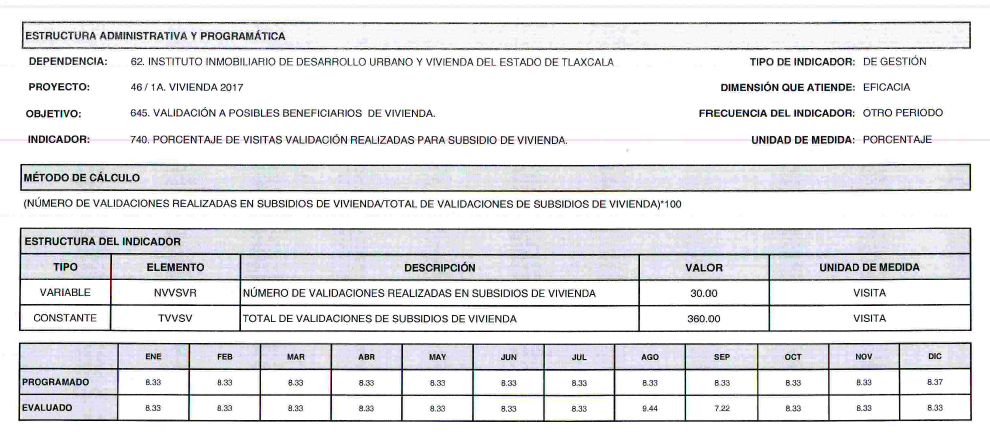 ESTRUCTURA ADMINISTRATIVA Y PROGRAMÁTICA
DEPENDENCIA: 62. INSTITUTO INMOBILIARIO DE DESARROLLO URBANO Y VIVIENDA DEL ESTADO DE TLAXCALA TIPO DE INDICADOR: DE GESTIÓN
PROYECTO: 46 / 1A. VIVIENDA 2017 DIMENSIÓN QUE ATIENDE: EFICACIA
OBJETIVO: 645. VALIDACIÓN A POSIBLES BENEFICIARIOS DE VIVIENDA. FRECUENCIA DEL INDICADOR: OTRO PERIODO
INDICADOR: 740. PORCENTAJE DE VISITAS VALIDACIÓN REALIZADAS PARA SUBSIDIO DE VIVIENDA. UNIDAD DE MEDIDA: PORCENTAJE
MÉTODO DE CÁLCULO
(NÚMERO DE VALIDACIONES REALIZADAS EN SUBSIDIOS DE VIVIENDA/TOTAL DE VALIDACIONES DE SUBSIDIOS DE VIVIENDA)*100
ESTRUCTURA DEL INDICADOR
TIPO ELEMENTO DESCRIPCIÓN VALOR UNIDAD DE MEDIDA
VARIABLE NVVSVR NÚMERO DE VALIDACIONES REALIZADAS EN SUBSIDIOS DE VIVIENDA 30.00 VISITA
CONSTANTE TVVSV TOTAL DE VALIDACIONES DE SUBSIDIOS DE VIVIENDA 360.00 VISITA
ENE FEB MAR ABR MAY JUN JUL AGO SEP OCT NOV DIC
PROGRAMADO 8.33 8.33 8.33 8.33 8.33 8.33 8.33 8.33 8.33 8.33 8.33 8.37
EVALUADO 8.33 8.33 8.33 8.33 8.33 8.33 8.33 9.44 7.22 8.33 8.33 8.33